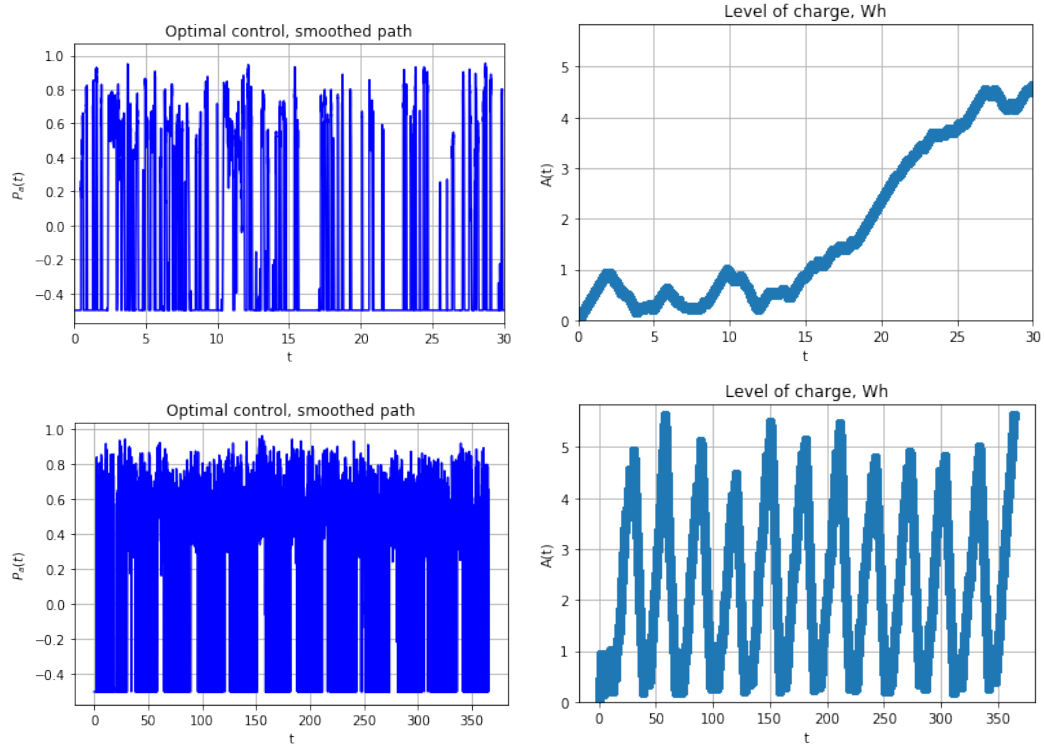 Optimal control, smoothed path
1.0
0.8
0.6
0.4
0.2
0.0
−0.2
−0.4
Pₐ(t)
0 5 10 15 20 25 30
t
Level of charge, Wh
5
4
3
2
1
0
A(t)
0 5 10 15 20 25 30
t
Optimal control, smoothed path
1.0
0.8
0.6
0.4
0.2
0.0
−0.2
−0.4
Pₐ(t)
0 50 100 150 200 250 300 350
t
Level of charge, Wh
5
4
3
2
1
0
A(t)
0 50 100 150 200 250 300 350
t